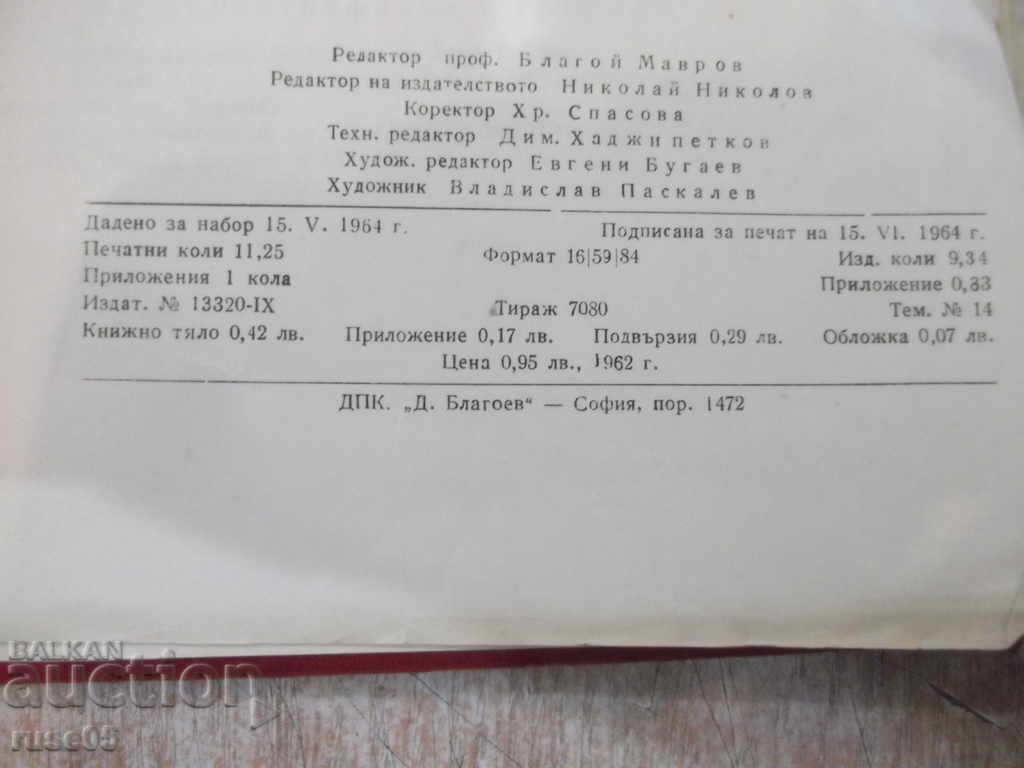 Редактор проф. Благой Мавров
Редактор на издателството Николай Николов
Коректор Хр. Спасова
Техн. редактор Дим. Хаджипетков
Худож. редактор Евгени Бугаев
Художник Владислав Паскалев
Дадено за набор 15. V. 1964 г. Подписана за печат на 15. VI. 1964 г.
Печатни коли 11,25 Формат 16|59|84 Изд. коли 9,34
Приложения 1 кола Приложение 0,83
Издат. № 13320-IX Тираж 7080 Тем. № 14
Книжно тяло 0,42 лв. Приложение 0,17 лв. Подвързия 0,29 лв. Обложка 0,07 лв.
Цена 0,95 лв., 1962 г.
ДПК. „Д. Благоев“ — София, пор. 1472
BALKAN
auction
ruse05